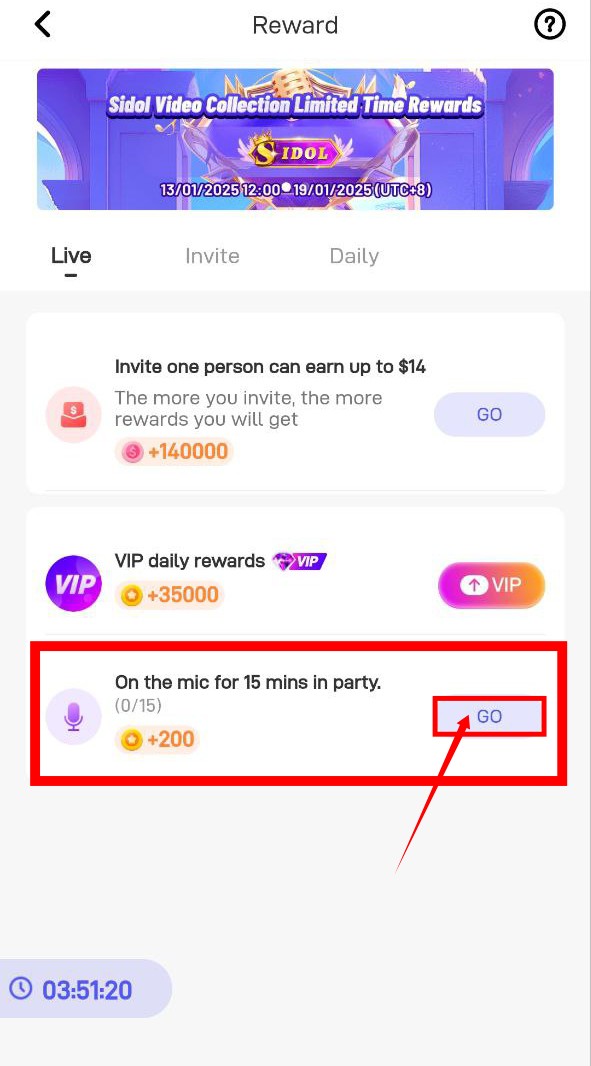 Reward
?
Sidol Video Collection Limited Time Rewards
SIDOL
13/01/2025 12:00●19/01/2025(UTC+8)
Live
Invite
Daily
Invite one person can earn up to $14
The more you invite, the more
rewards you will get
GO
$
$
+140000
VIP daily rewards VIP
VIP
+35000
VIP
On the mic for 15 mins in party.
(0/15)
GO
+200
03:51:20